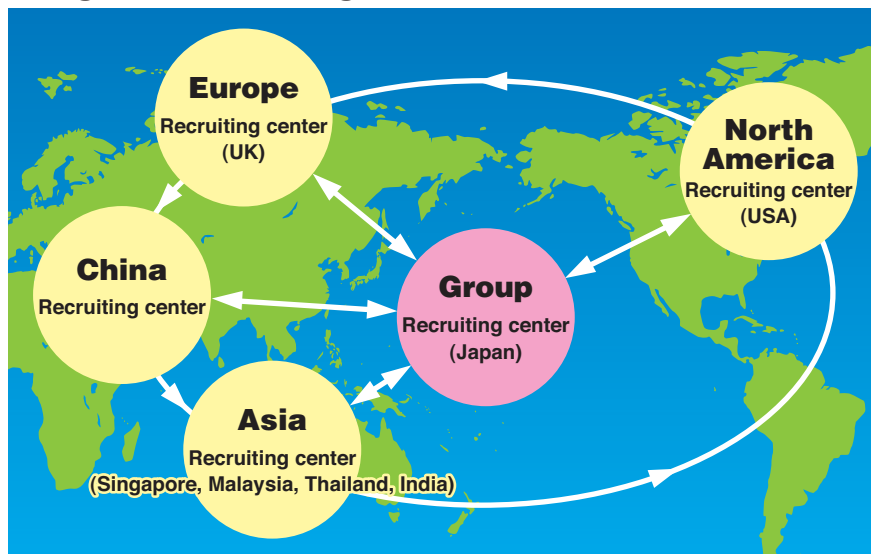 Europe
Recruiting center
(UK)
North
America
Recruiting center
(USA)
China
Recruiting center
Group
Recruiting center
(Japan)
Asia
Recruiting center
(Singapore, Malaysia, Thailand, India)